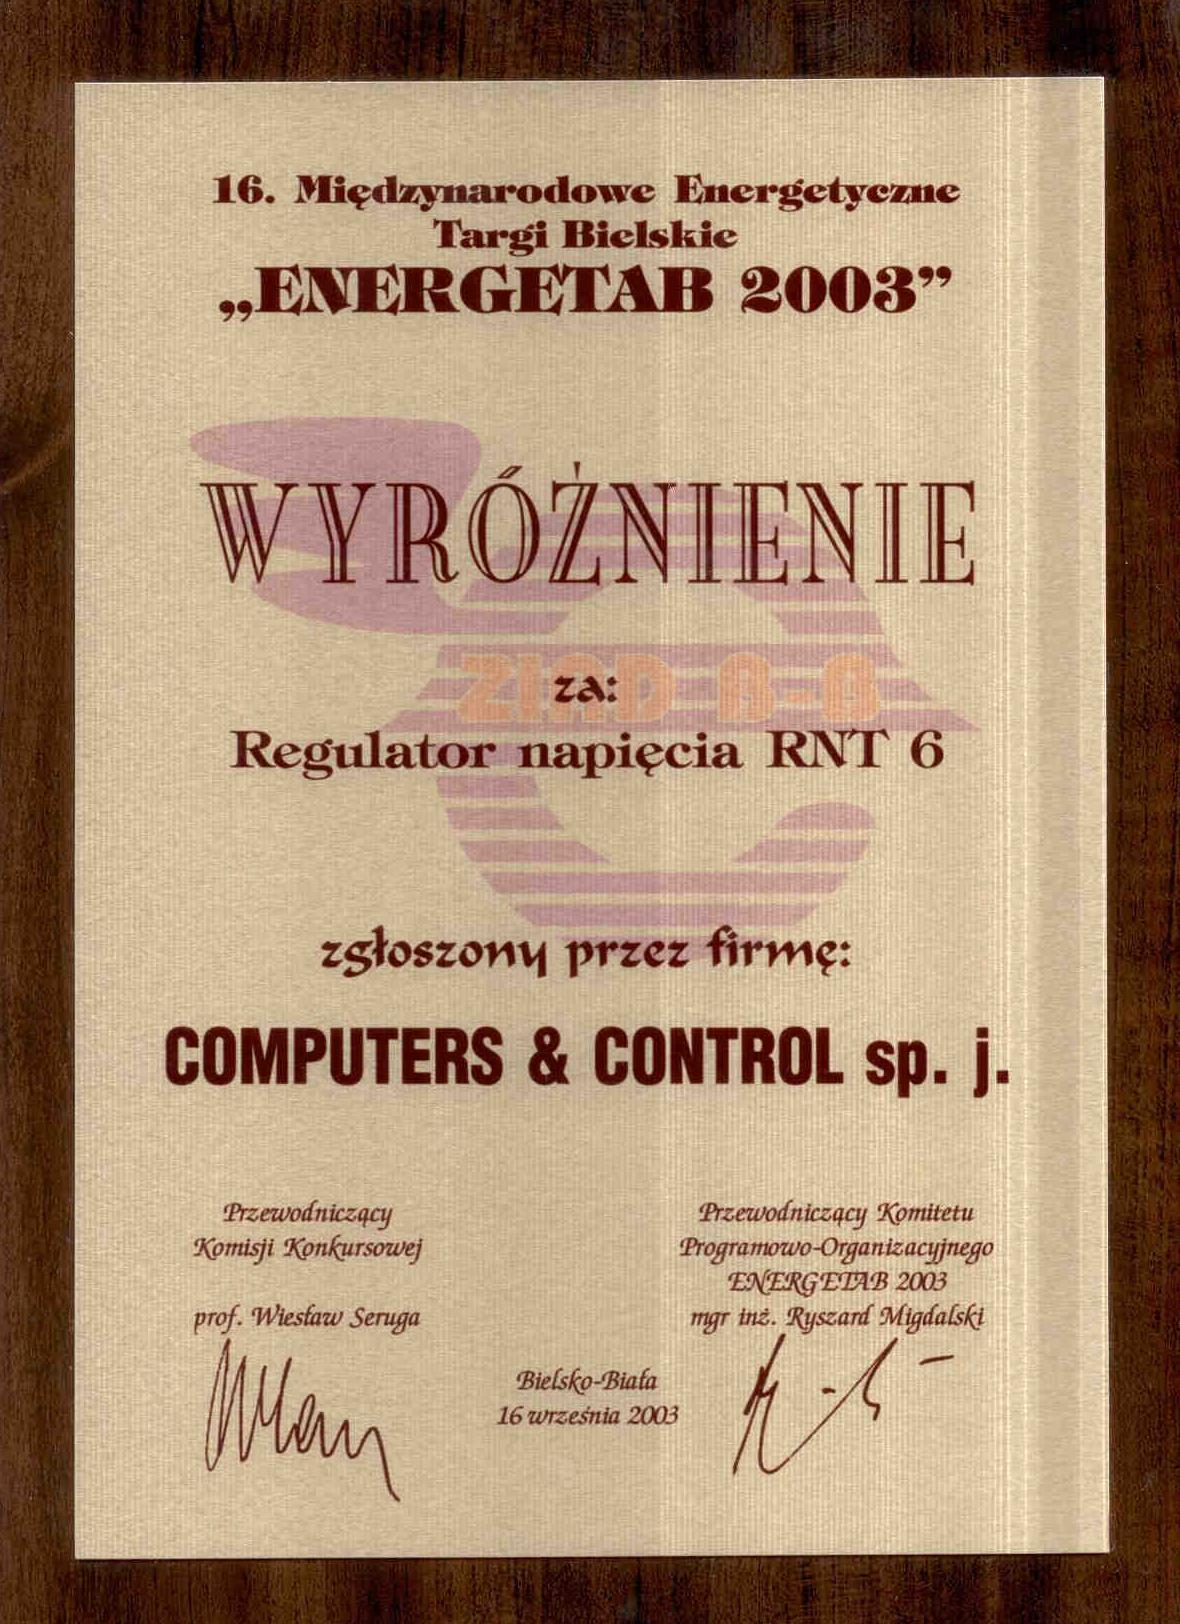 16. Międzynarodowe Energetyczne
Targi Bielskie
„ENERGETAB 2003”
WYRÓŻNIENIE
ZIAD B-B
za:
Regulator napięcia RNT 6
zgłoszony przez firmę:
COMPUTERS & CONTROL sp. j.
Przewodniczący
Komisji Konkursowej
prof. Wiesław Seruga
Przewodniczący Komitetu
Programowo-Organizacyjnego
ENERGETAB 2003
mgr inż. Ryszard Migdalski
Bielsko-Biała
16 września 2003